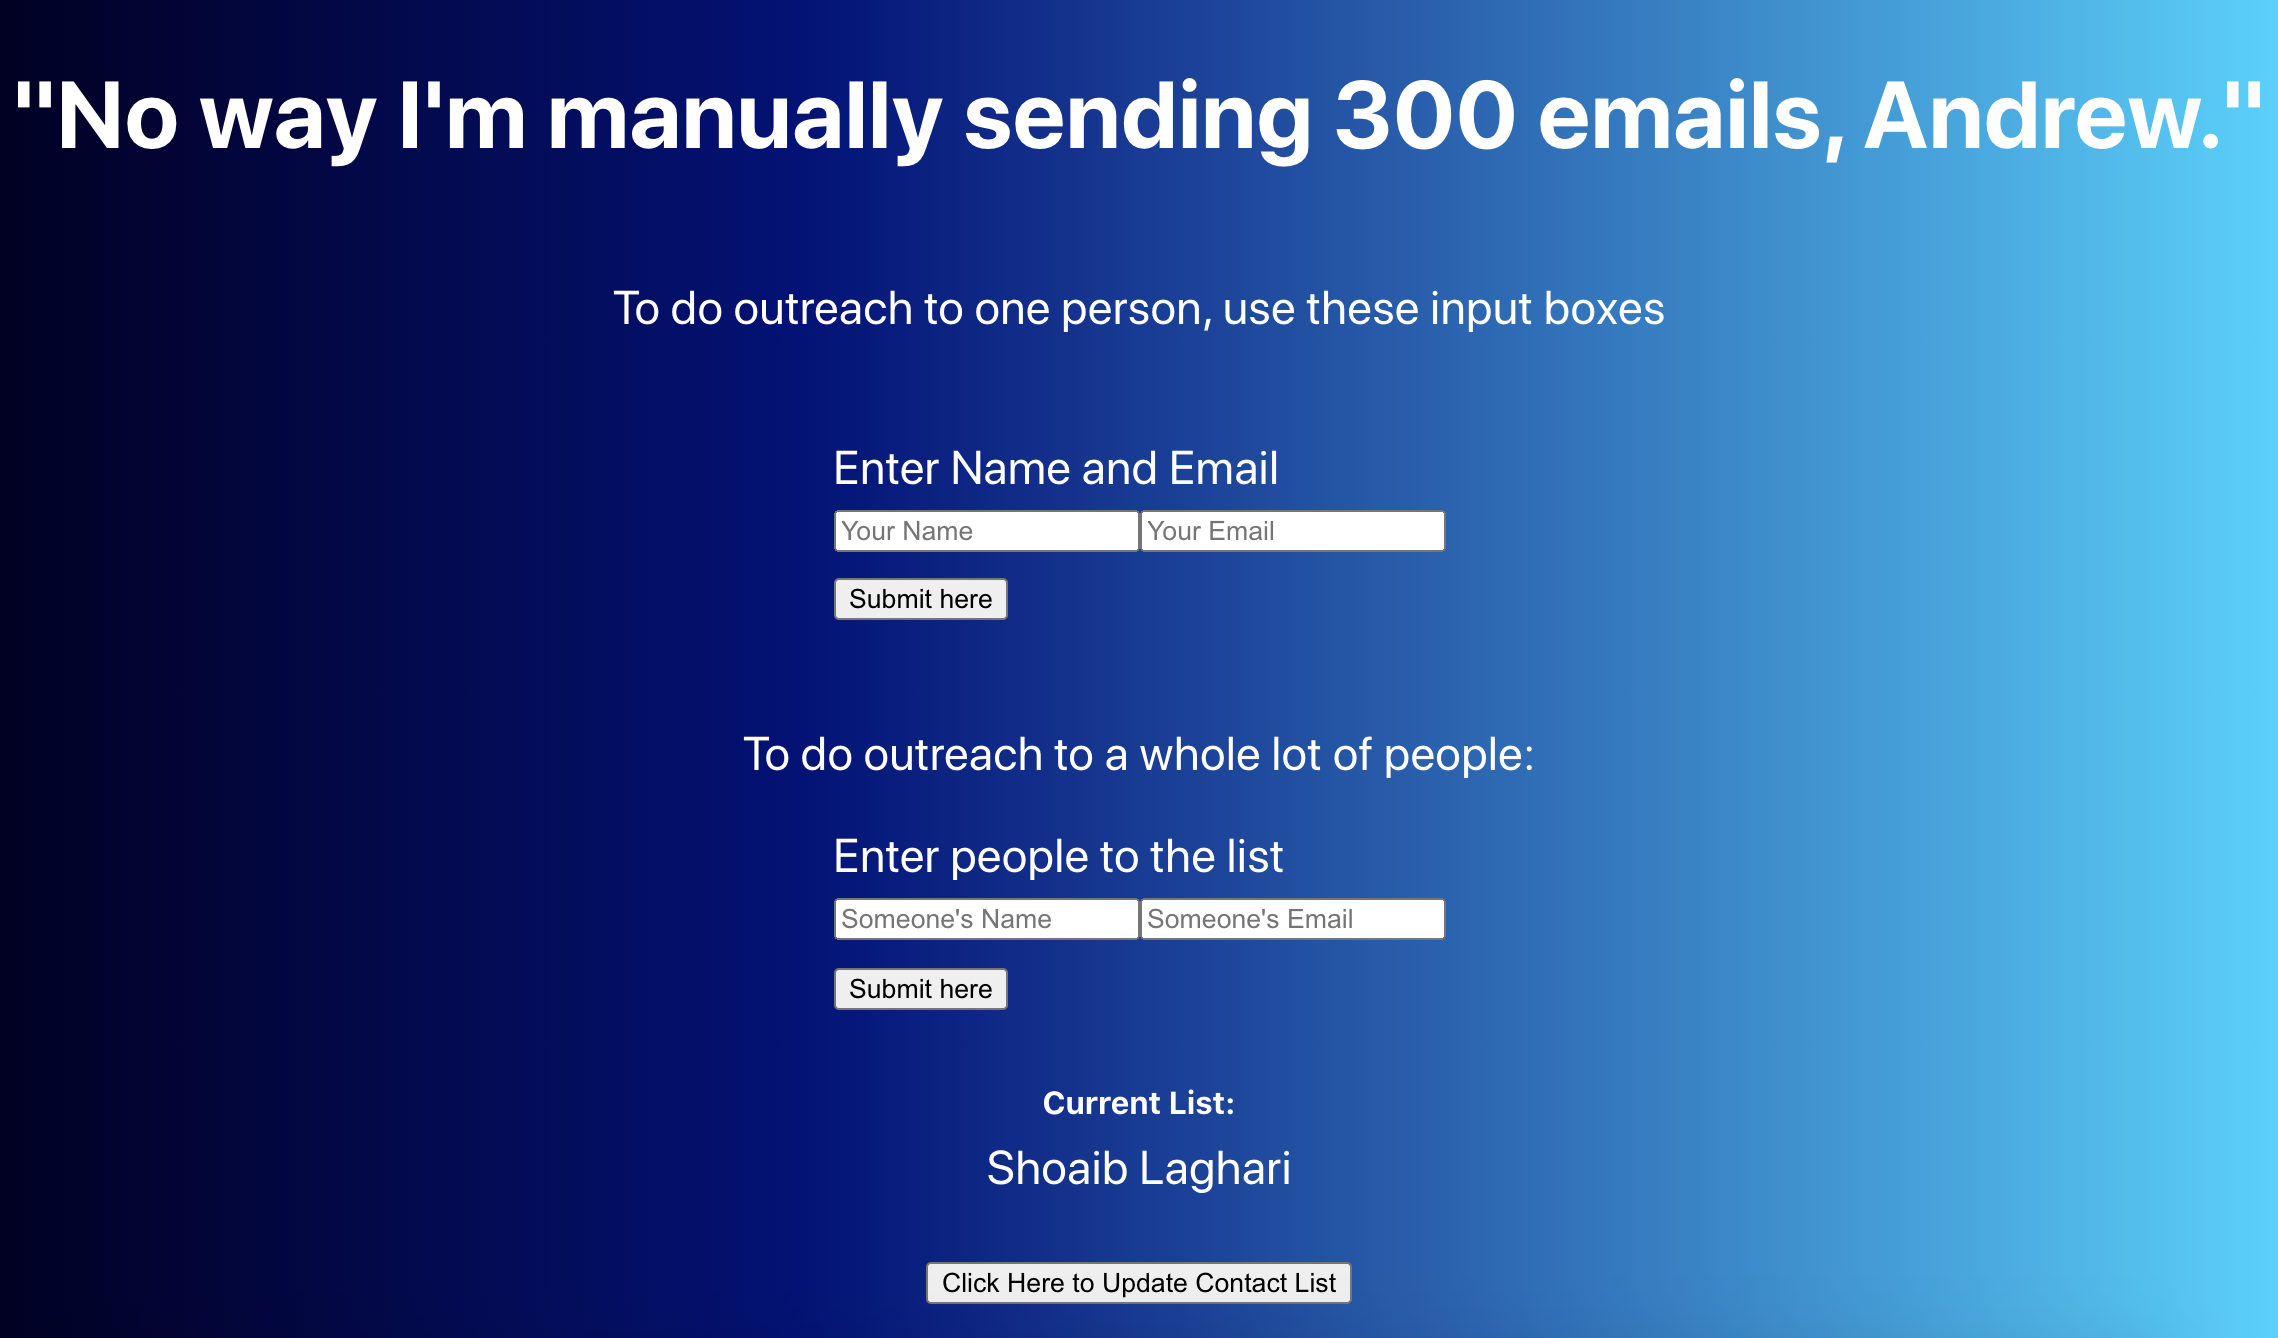 "No way I'm manually sending 300 emails, Andrew."
To do outreach to one person, use these input boxes
Enter Name and Email
Your Name Your Email
Submit here
To do outreach to a whole lot of people:
Enter people to the list
Someone's Name Someone's Email
Submit here
Current List:
Shoaib Laghari
Click Here to Update Contact List